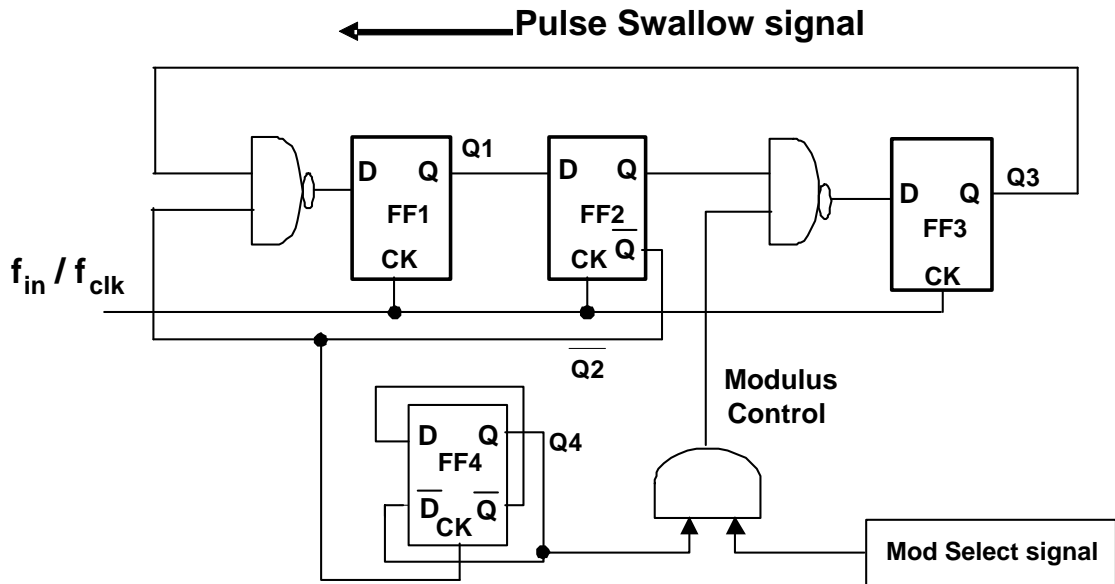 Pulse Swallow signal
D Q
FF1
CK
Q1
D Q
FF2
Q̅
CK
D Q
FF3
CK
Q3
f_in / f_clk
Q̅2̅
Modulus
Control
D Q
FF4
D̅ Q̅
CK
Q4
Mod Select signal